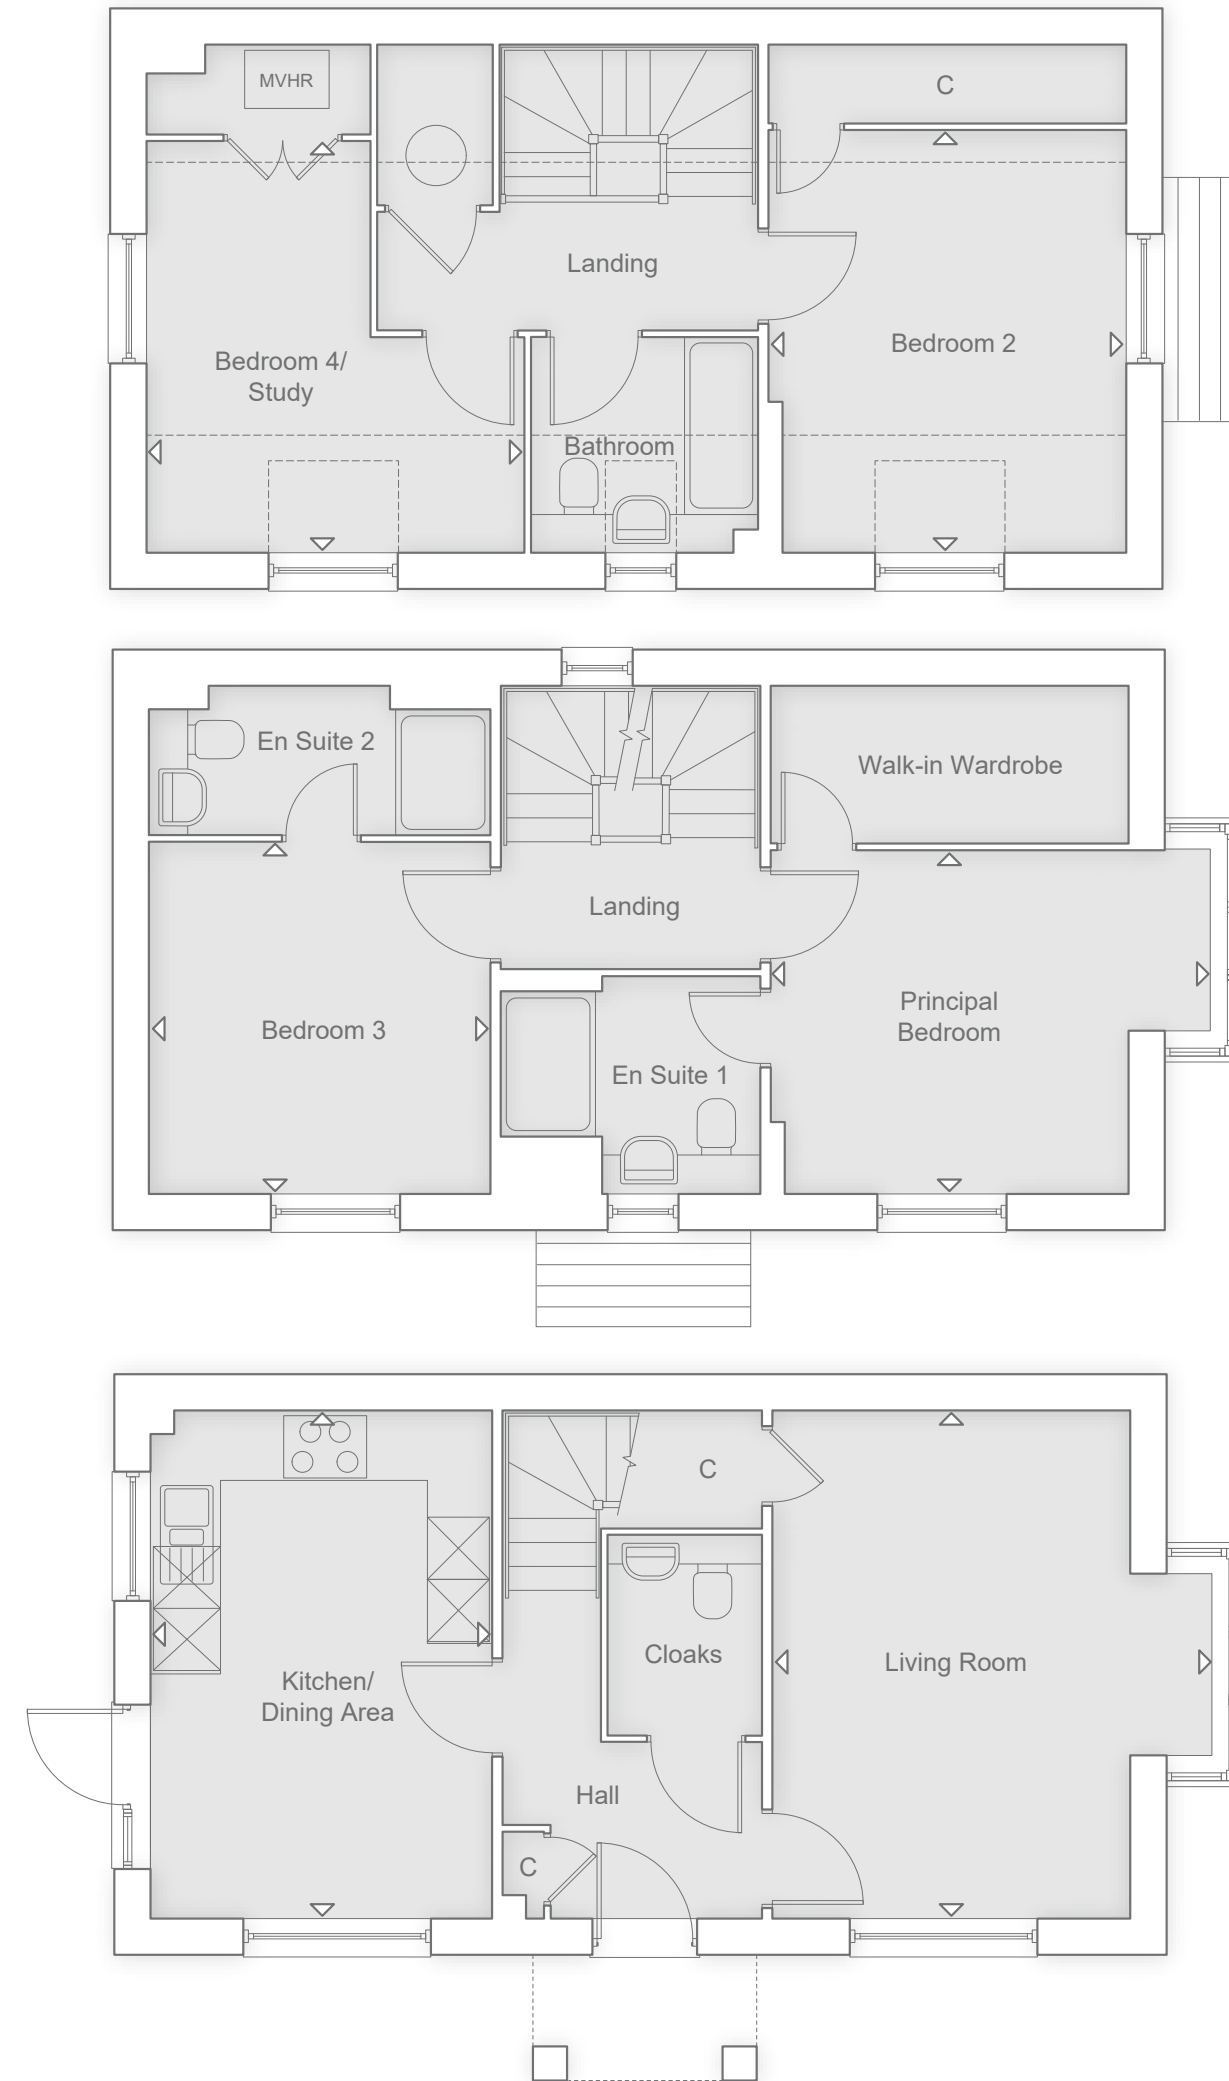 MVHR
C
Landing
Bedroom 4/
Study
Bedroom 2
Bathroom
En Suite 2
Walk-in Wardrobe
Landing
Bedroom 3
Principal
Bedroom
En Suite 1
C
Cloaks
Living Room
Kitchen/
Dining Area
Hall
C